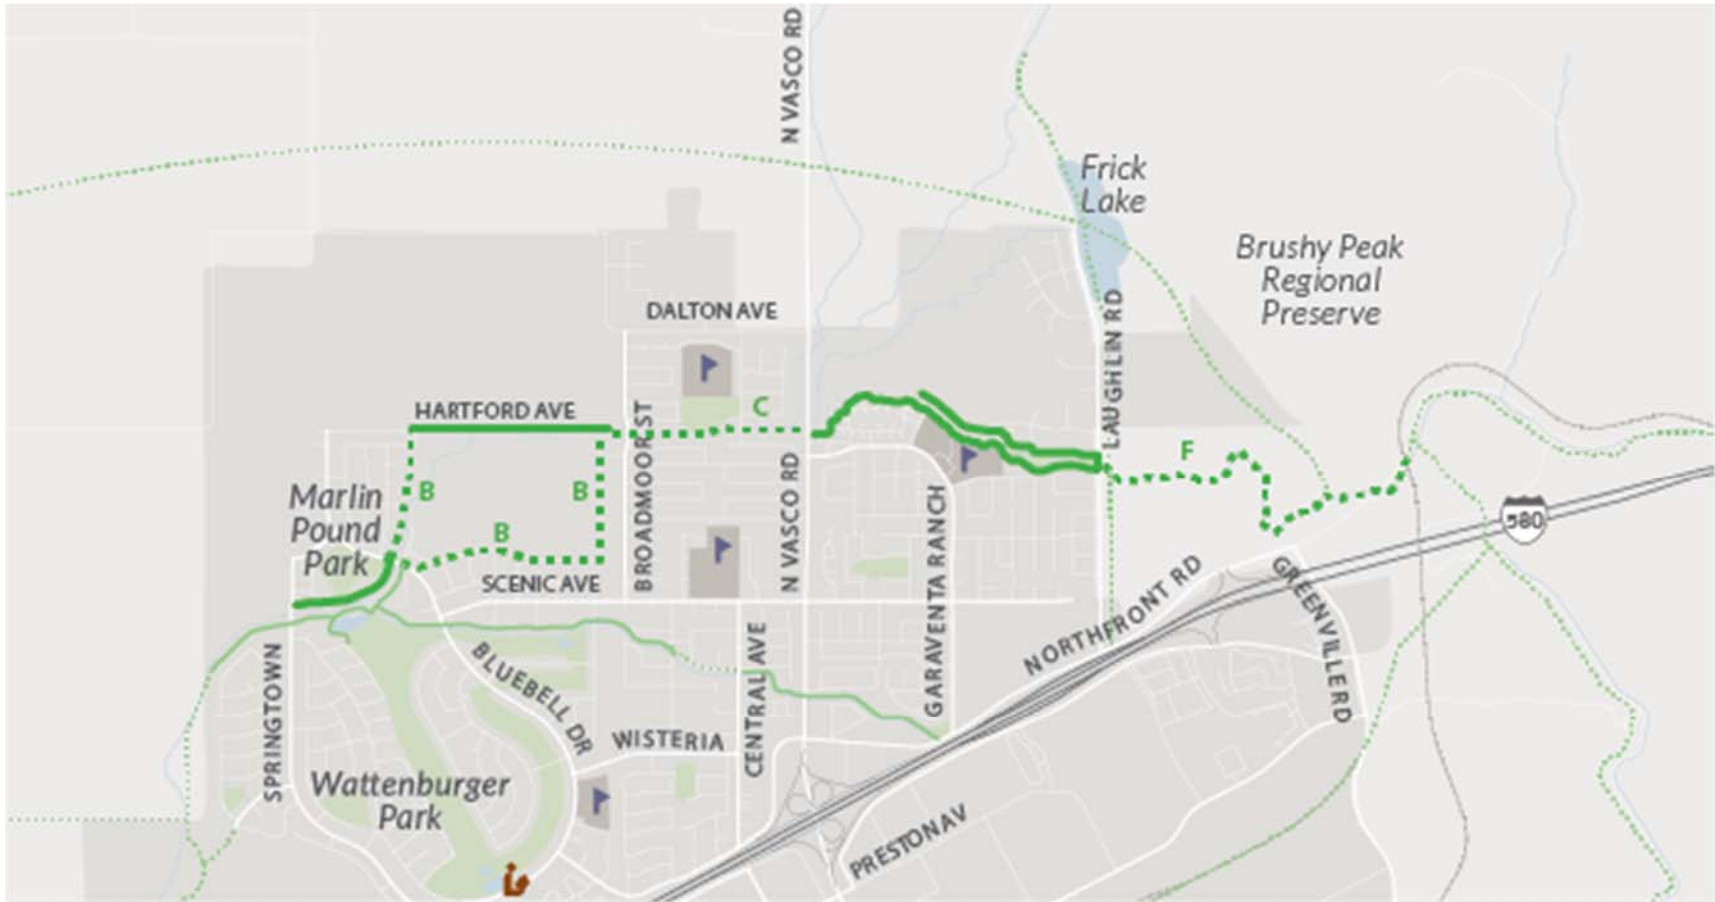 N VASCO RD
Frick
Lake
Brushy Peak
Regional
Preserve
DALTON AVE
LAUGHLIN RD
HARTFORD AVE
C
BROADMOOR ST
F
N VASCO RD
Marlin
Pound
Park
B
B
B
GARAVENTA RANCH
580
SCENIC AVE
NORTHFRONT RD
GREENVILLE RD
SPRINGTOWN
BLUEBELL DR
CENTRAL AVE
WISTERIA
Wattenburger
Park
PRESTON AV